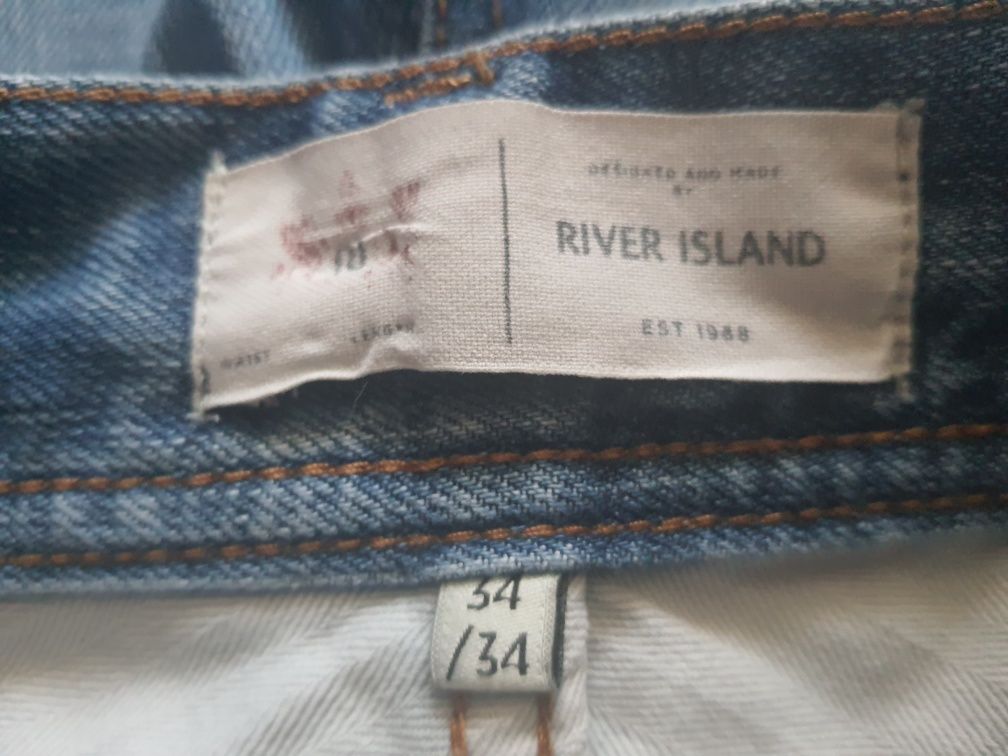 DESIGNED AND MADE
BY
RIVER ISLAND
EST 1988
WAIST LENGTH
34
/34